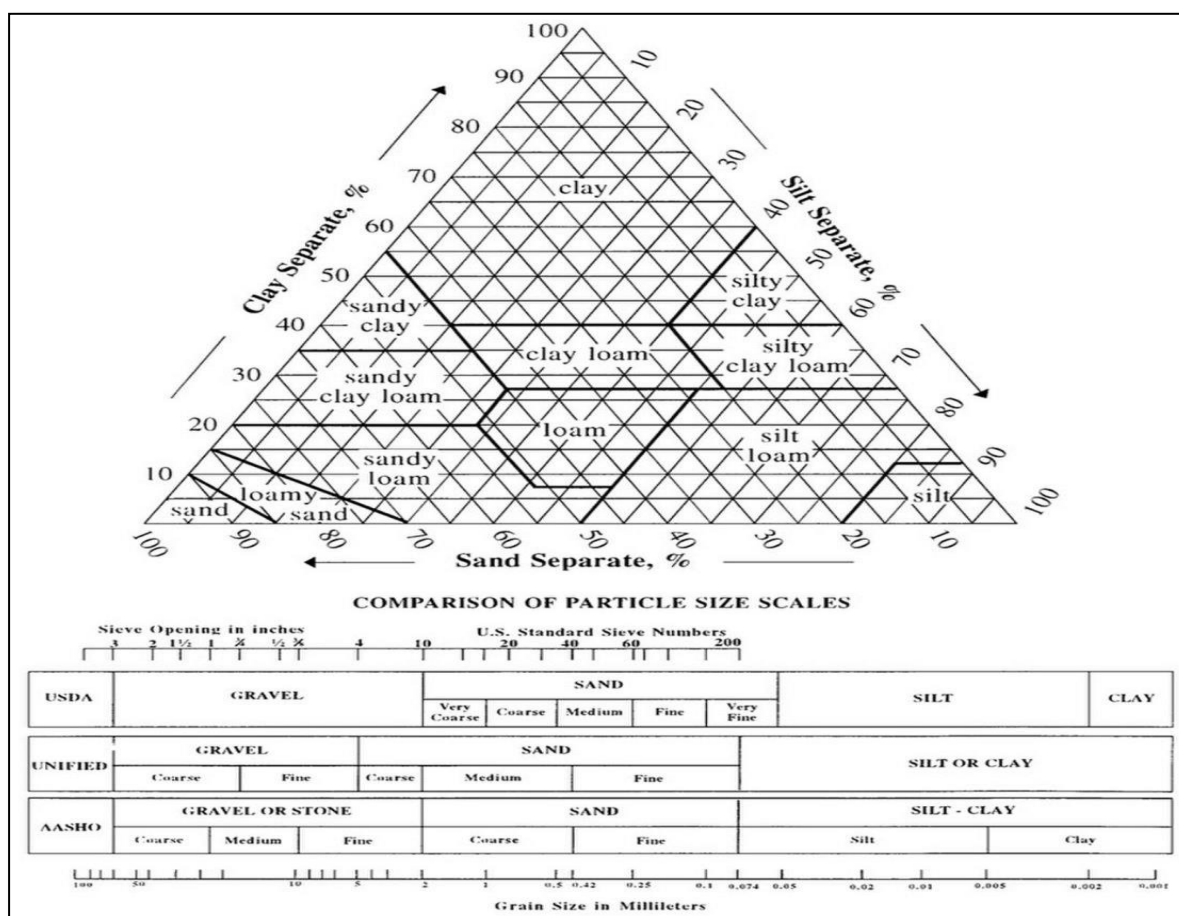 100
90
80
70
60
50
40
30
20
10
Clay Separate, %
10
20
30
40
50
60
70
80
90
100
Silt Separate, %
clay
silty
clay
sandy
clay
clay loam
silty
clay loam
sandy
clay loam
loam
silt
loam
sandy
loam
loamy
sand
sand
silt
100
90
80
70
60
50
40
30
20
10
Sand Separate, %
COMPARISON OF PARTICLE SIZE SCALES
Sieve Opening in inches U.S. Standard Sieve Numbers
3 2 1½ 1 ¾ ½ ⅜ 4 10 20 40 60 200
USDA GRAVEL SAND SILT CLAY
Very Coarse Coarse Medium Fine Very Fine
UNIFIED GRAVEL SAND SILT OR CLAY
Coarse Fine Coarse Medium Fine
AASHO GRAVEL OR STONE SAND SILT - CLAY
Coarse Medium Fine Coarse Fine Silt Clay
100 50 10 5 2 1 0.5 0.42 0.25 0.1 0.074 0.05 0.02 0.01 0.005 0.002 0.001
Grain Size in Millileters